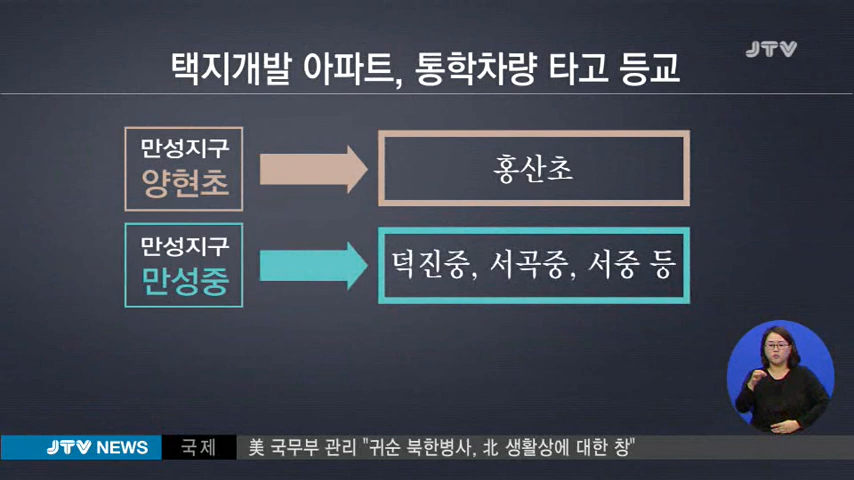 택지개발 아파트, 통학차량 타고 등교
JTV
만성지구
양현초
홍산초
만성지구
만성중
덕진중, 서곡중, 서중 등
JTV NEWS 국제 美 국무부 관리 "귀순 북한병사, 北 생활상에 대한 창"